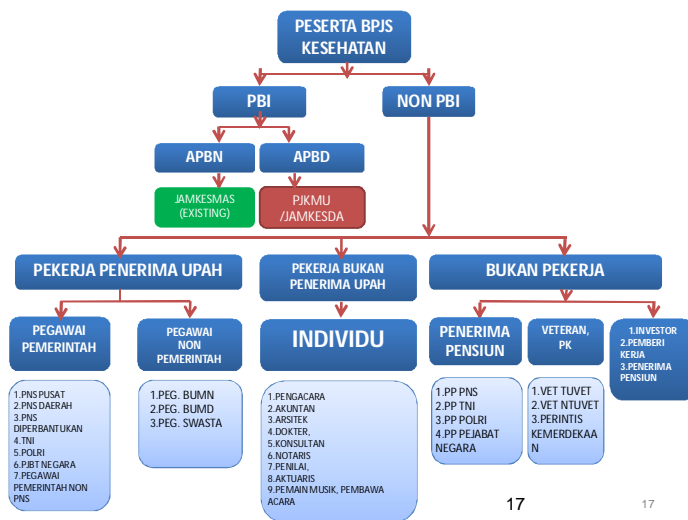 PESERTA BPJS
KESEHATAN
PBI
NON PBI
APBN
APBD
JAMKESMAS
(EXISTING)
PJKMU
/JAMKESDA
PEKERJA PENERIMA UPAH
PEKERJA BUKAN
PENERIMA UPAH
BUKAN PEKERJA
PEGAWAI
PEMERINTAH
PEGAWAI
NON
PEMERINTAH
INDIVIDU
PENERIMA
PENSIUN
VETERAN,
PK
1.INVESTOR
2.PEMBERI
KERJA
3.PENERIMA
PENSIUN
1.PNS PUSAT
2.PNS DAERAH
3.PNS
DIPERBANTUKAN
4.TNI
5.POLRI
6.PJBT NEGARA
7.PEGAWAI
PEMERINTAH NON
PNS
1.PEG. BUMN
2.PEG. BUMD
3.PEG. SWASTA
1.PENGACARA
2.AKUNTAN
3.ARSITEK
4.DOKTER,
5.KONSULTAN
6.NOTARIS
7.PENILAI,
8.AKTUARIS
9.PEMAIN MUSIK, PEMBAWA
ACARA
1.PP PNS
2.PP TNI
3.PP POLRI
4.PP PEJABAT
NEGARA
1.VET TUVET
2.VET NTUVET
3.PERINTIS
KEMERDEKAA
N
17
17